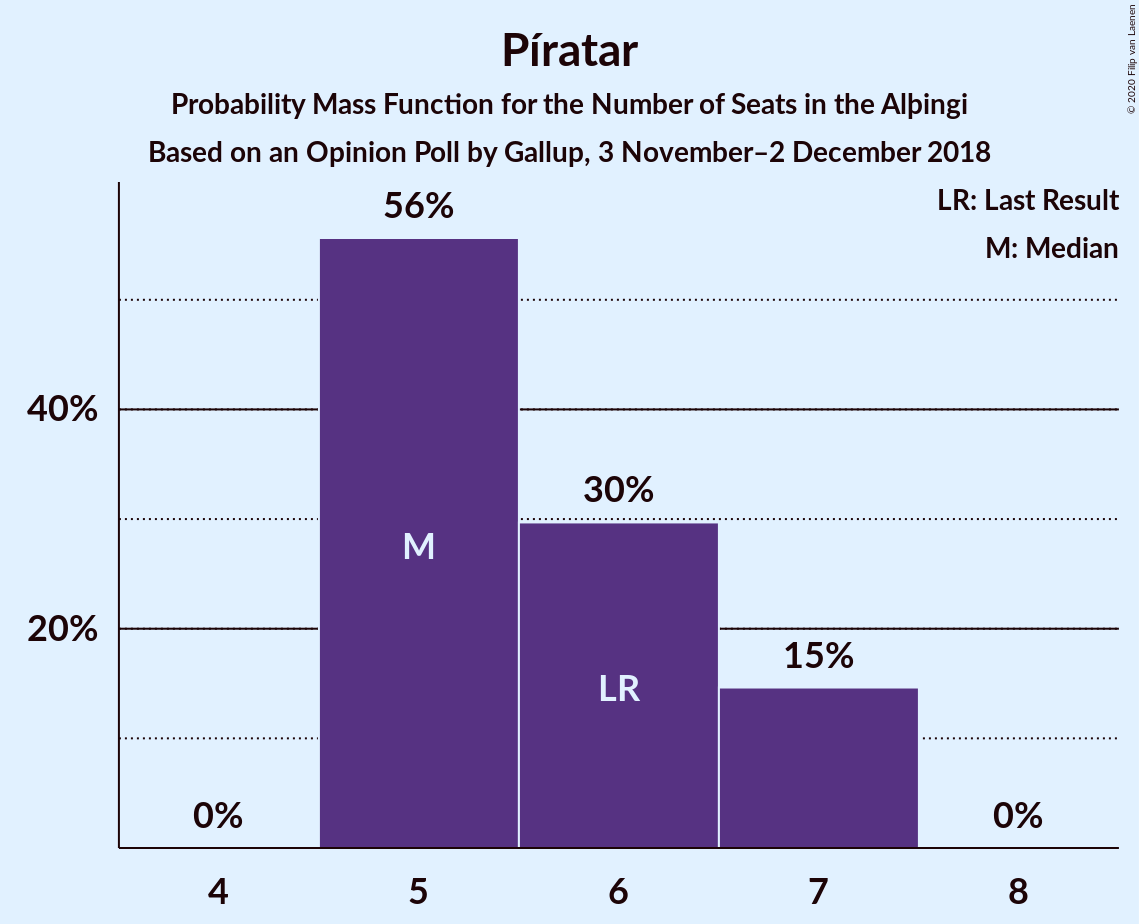 Píratar
Probability Mass Function for the Number of Seats in the Alþingi
Based on an Opinion Poll by Gallup, 3 November–2 December 2018
© 2020 Filip van Laenen
LR: Last Result
M: Median
56%
40%
30%
M
20%
15%
LR
0%
0%
4
5
6
7
8